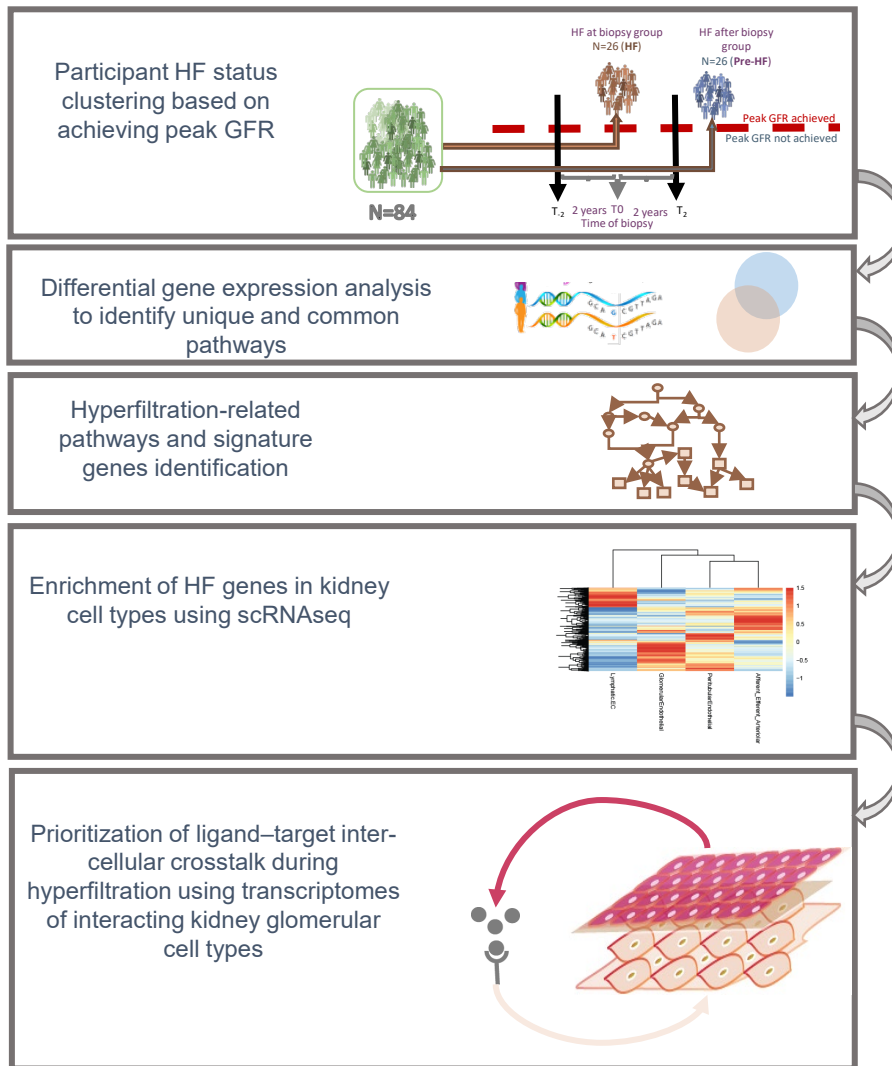 Participant HF status
clustering based on
achieving peak GFR
HF at biopsy group
N=26 (HF)
HF after biopsy
group
N=26 (Pre-HF)
Peak GFR achieved
Peak GFR not achieved
N=84
T-2
2 years
T0
2 years
T2
Time of biopsy
Differential gene expression analysis
to identify unique and common
pathways
G C A G C G T T A G A
G C A T C G T T A G A
Hyperfiltration-related
pathways and signature
genes identification
Enrichment of HF genes in kidney
cell types using scRNAseq
1.5
1
0.5
0
−0.5
−1
Lymphatic.EC
GlomerularEndothelial
PeritubularEndothelial
Afferent_Efferent_Arteriolar
Prioritization of ligand–target inter-
cellular crosstalk during
hyperfiltration using transcriptomes
of interacting kidney glomerular
cell types